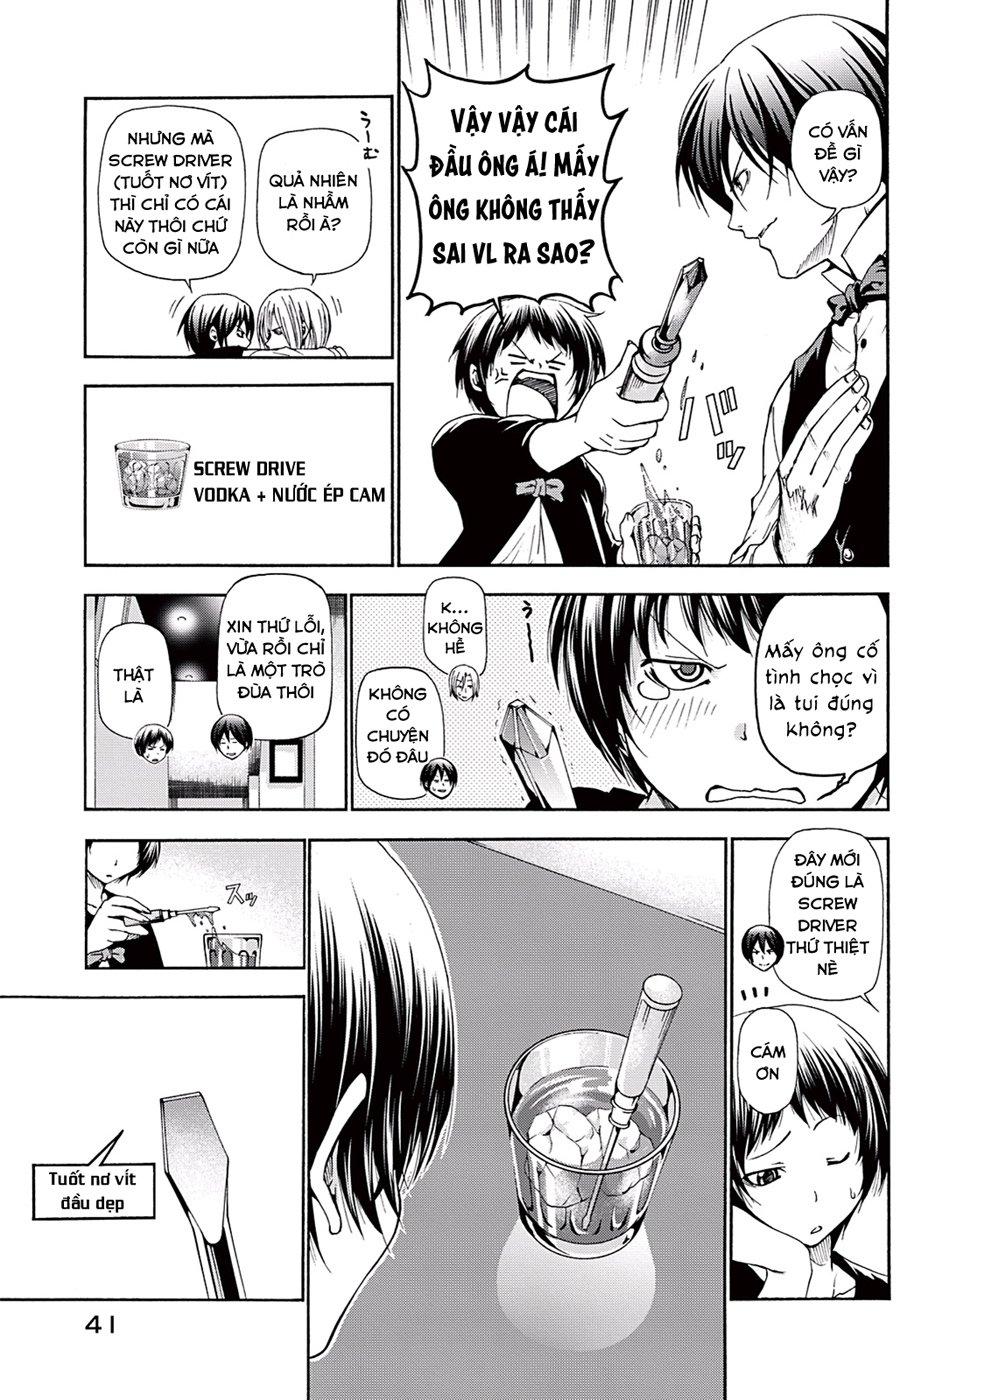 CÓ VẤN
ĐỀ GÌ
VẬY?
VẬY VẬY CÁI
ĐẦU ÔNG Á! MẤY
ÔNG KHÔNG THẤY
SAI VL RA SAO?
うーむ
QUẢ NHIÊN
LÀ NHẦM
RỒI À?
NHƯNG MÀ
SCREW DRIVER
(TUỐT NƠ VÍT)
THÌ CHỈ CÓ CÁI
NÀY THÔI CHỨ
CÒN GÌ NỮA
SCREW DRIVE
VODKA + NƯỚC ÉP CAM
Mấy ông cố
tình chọc vì
là tui đúng
không?
うー
K...
KHÔNG
HỀ
KHÔNG
CÓ
CHUYỆN
ĐÓ ĐÂU
XIN THỨ LỖI,
VỪA RỒI CHỈ
LÀ MỘT TRÒ
ĐÙA THÔI
THẬT
LÀ
ĐÂY MỚI
ĐÚNG LÀ
SCREW
DRIVER
THỨ THIỆT
NÈ
CÁM
ƠN
スッ
Tuốt nơ vít
đầu dẹp
41